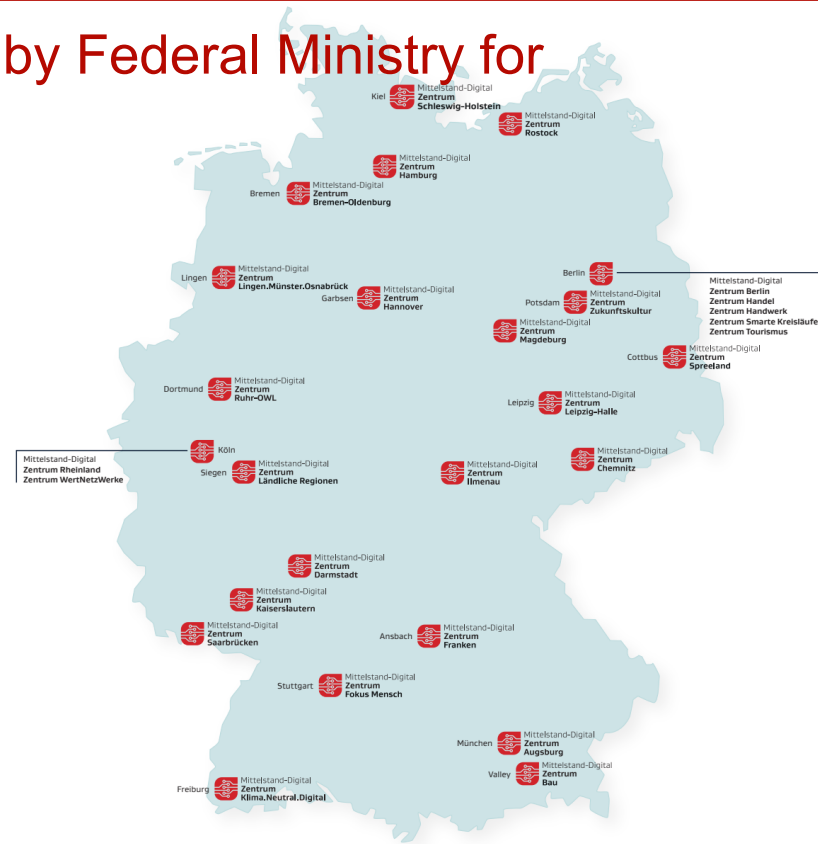 by Federal Ministry for
Kiel
Mittelstand-Digital
Zentrum
Schleswig-Holstein
Mittelstand-Digital
Zentrum
Rostock
Mittelstand-Digital
Zentrum
Hamburg
Bremen
Mittelstand-Digital
Zentrum
Bremen-Oldenburg
Lingen
Mittelstand-Digital
Zentrum
Lingen.Münster.Osnabrück
Garbsen
Mittelstand-Digital
Zentrum
Hannover
Berlin
Mittelstand-Digital
Zentrum Berlin
Zentrum Handel
Zentrum Handwerk
Zentrum Smarte Kreisläufe
Zentrum Tourismus
Potsdam
Mittelstand-Digital
Zentrum
Zukunftskultur
Mittelstand-Digital
Zentrum
Magdeburg
Cottbus
Mittelstand-Digital
Zentrum
Spreeland
Dortmund
Mittelstand-Digital
Zentrum
Ruhr-OWL
Leipzig
Mittelstand-Digital
Zentrum
Leipzig-Halle
Köln
Mittelstand-Digital
Zentrum Rheinland
Zentrum WertNetzWerke
Siegen
Mittelstand-Digital
Zentrum
Ländliche Regionen
Mittelstand-Digital
Zentrum
Ilmenau
Mittelstand-Digital
Zentrum
Chemnitz
Mittelstand-Digital
Zentrum
Darmstadt
Mittelstand-Digital
Zentrum
Kaiserslautern
Mittelstand-Digital
Zentrum
Saarbrücken
Ansbach
Mittelstand-Digital
Zentrum
Franken
Stuttgart
Mittelstand-Digital
Zentrum
Fokus Mensch
München
Mittelstand-Digital
Zentrum
Augsburg
Valley
Mittelstand-Digital
Zentrum
Bau
Freiburg
Mittelstand-Digital
Zentrum
Klima.Neutral.Digital